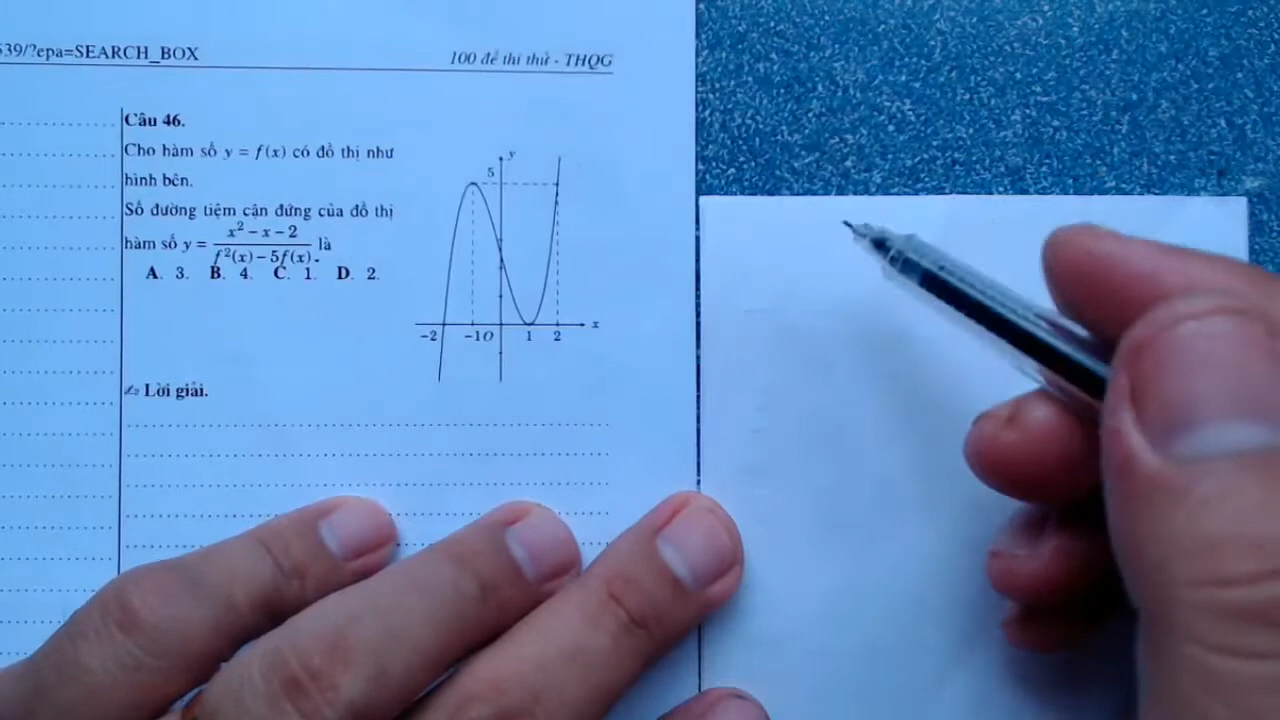 539/?epa=SEARCH_BOX
100 đề thi thử - THQG
Câu 46.
Cho hàm số y = f(x) có đồ thị như
hình bên.
Số đường tiệm cận đứng của đồ thị
hàm số y = \frac{x² − x − 2}{f²(x) − 5f(x)} là
A. 3. B. 4. C. 1. D. 2.
y
5
−2 −1 O 1 2 x
✍ Lời giải.